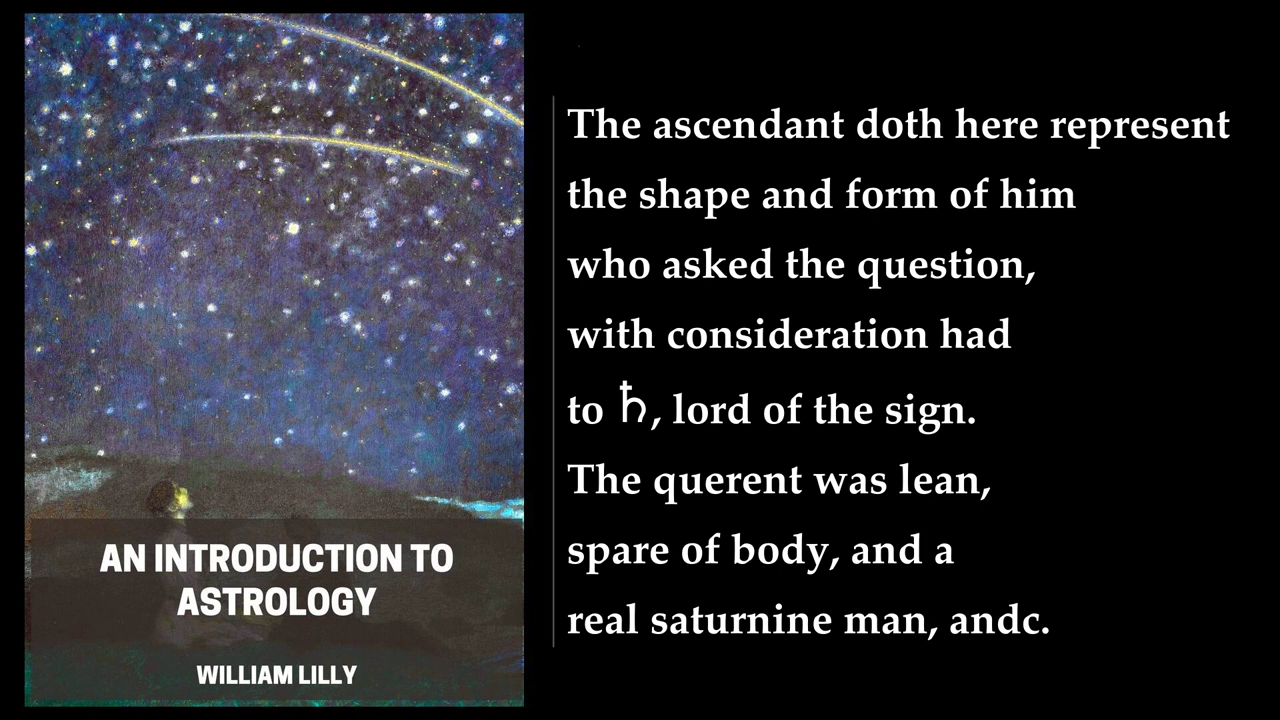 AN INTRODUCTION TO
ASTROLOGY
WILLIAM LILLY
The ascendant doth here represent
the shape and form of him
who asked the question,
with consideration had
to ♄, lord of the sign.
The querent was lean,
spare of body, and a
real saturnine man, andc.